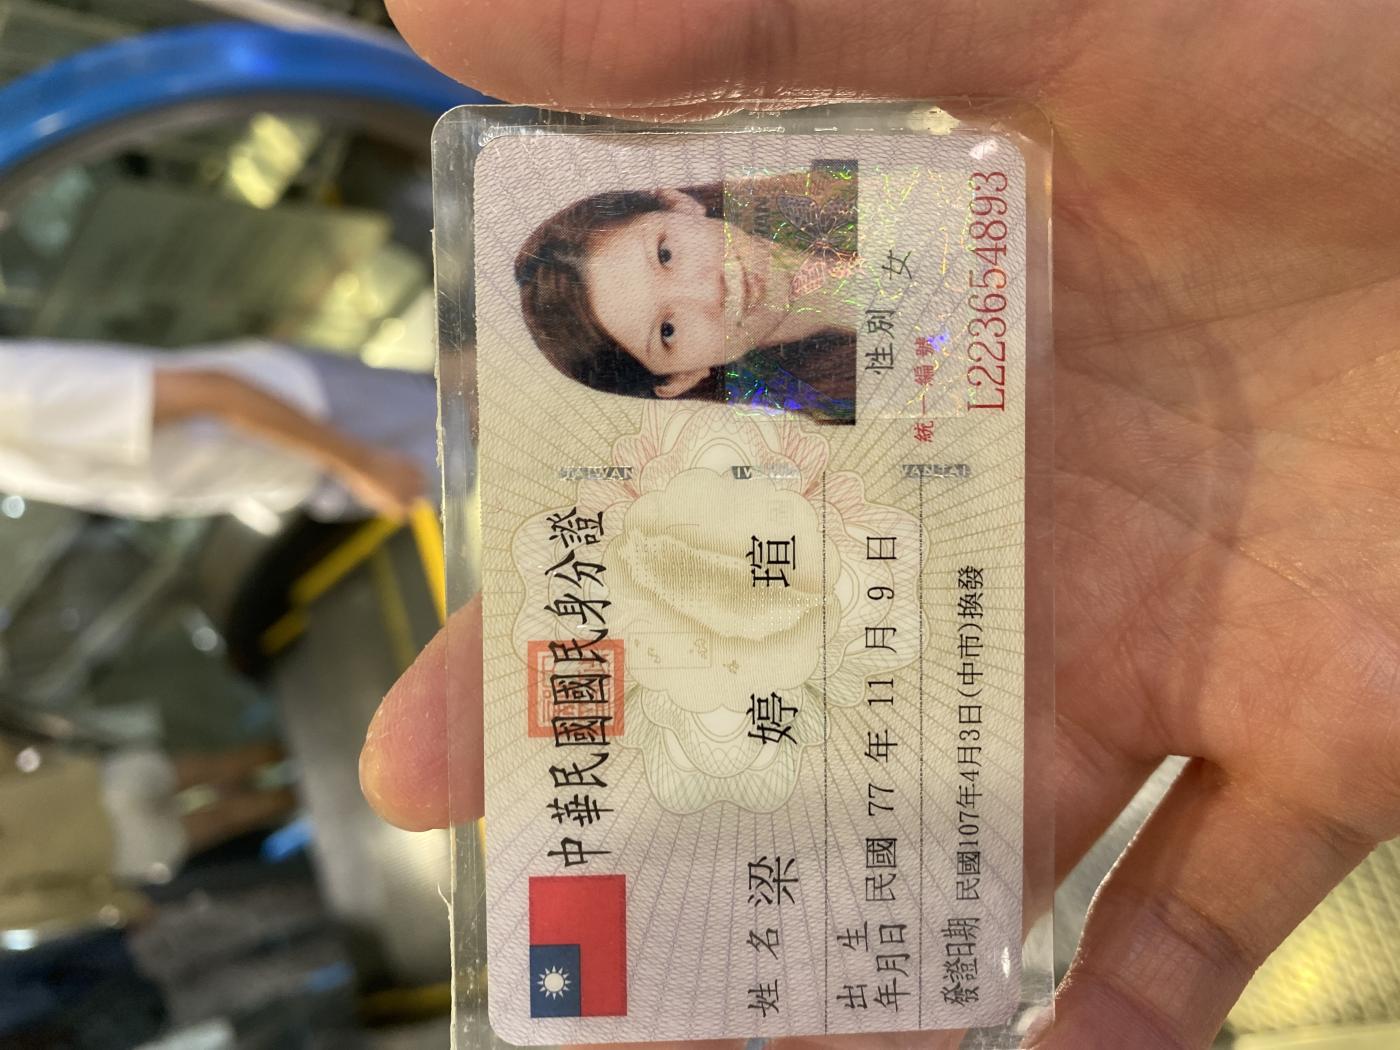 中華民國國民身分證
姓名 梁婷瑄
出生年月日 民國 77 年 11 月 9 日
發證日期 民國107年4月3日(中市)換發
性別 女
統一編號
L223654893
TAIWAN